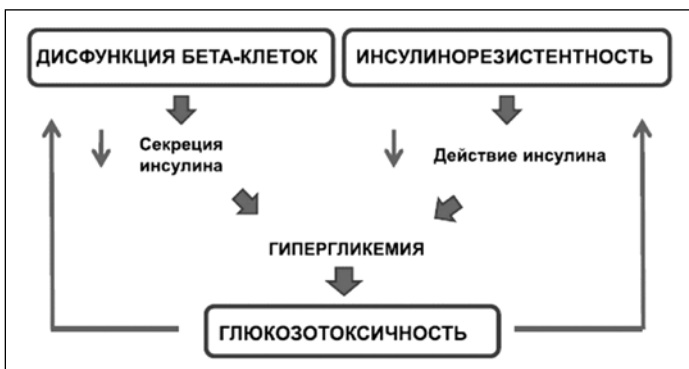 ДИСФУНКЦИЯ БЕТА-КЛЕТОК
ИНСУЛИНОРЕЗИСТЕНТНОСТЬ
Секреция
инсулина
Действие инсулина
ГИПЕРГЛИКЕМИЯ
ГЛЮКОЗОТОКСИЧНОСТЬ